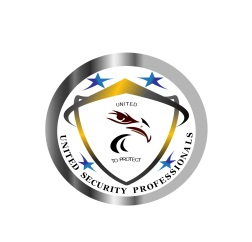 UNITED
TO PROTECT
UNITED SECURITY PROFESSIONALS